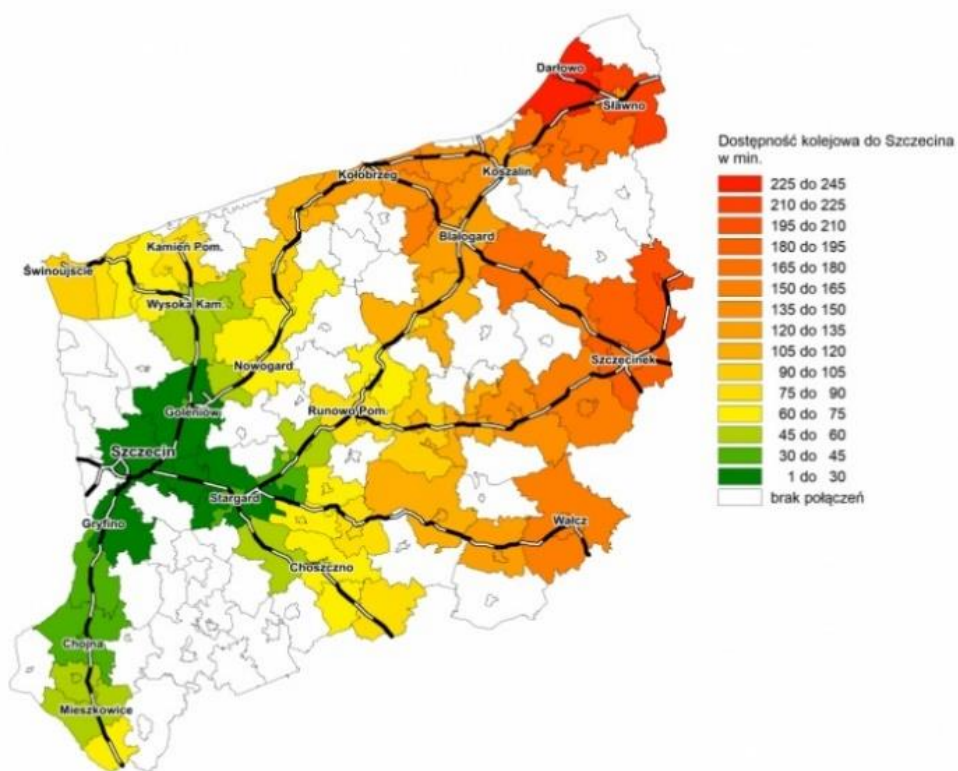 Darłowo
Sławno
Koszalin
Kołobrzeg
Białogard
Kamień Pom.
Świnoujście
Wysoka Kam.
Szczecinek
Nowogard
Goleniów
Runowo Pom.
Szczecin
Stargard
Gryfino
Wałcz
Choszczno
Chojna
Mieszkowice
Dostępność kolejowa do Szczecina
w min.
225 do 245
210 do 225
195 do 210
180 do 195
165 do 180
150 do 165
135 do 150
120 do 135
105 do 120
90 do 105
75 do 90
60 do 75
45 do 60
30 do 45
1 do 30
brak połączeń